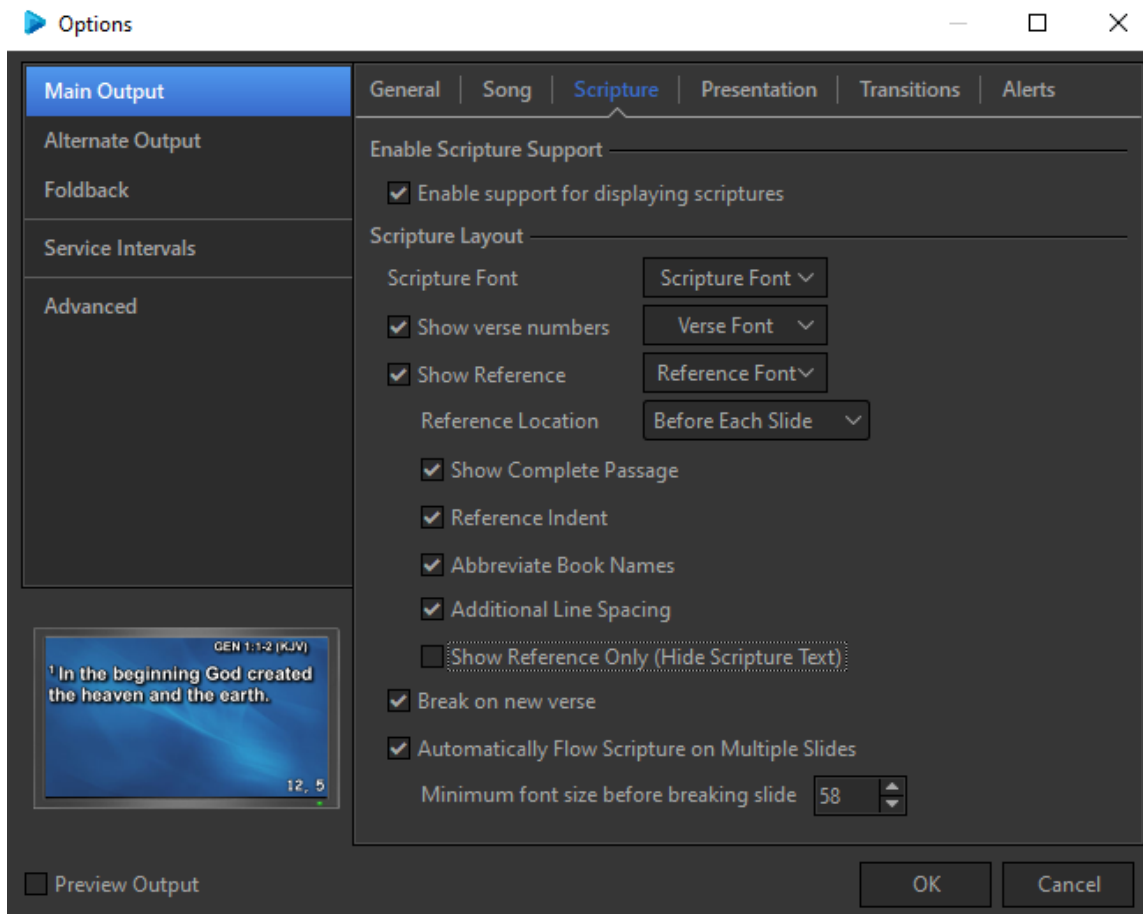 Options
Main Output
Alternate Output
Foldback
Service Intervals
Advanced
GEN 1:1-2 (KJV)
1 In the beginning God created
the heaven and the earth.
12, 5
General Song Scripture Presentation Transitions Alerts
Enable Scripture Support
Enable support for displaying scriptures
Scripture Layout
Scripture Font Scripture Font
Show verse numbers Verse Font
Show Reference Reference Font
Reference Location Before Each Slide
Show Complete Passage
Reference Indent
Abbreviate Book Names
Additional Line Spacing
Show Reference Only (Hide Scripture Text)
Break on new verse
Automatically Flow Scripture on Multiple Slides
Minimum font size before breaking slide 58
Preview Output
OK Cancel